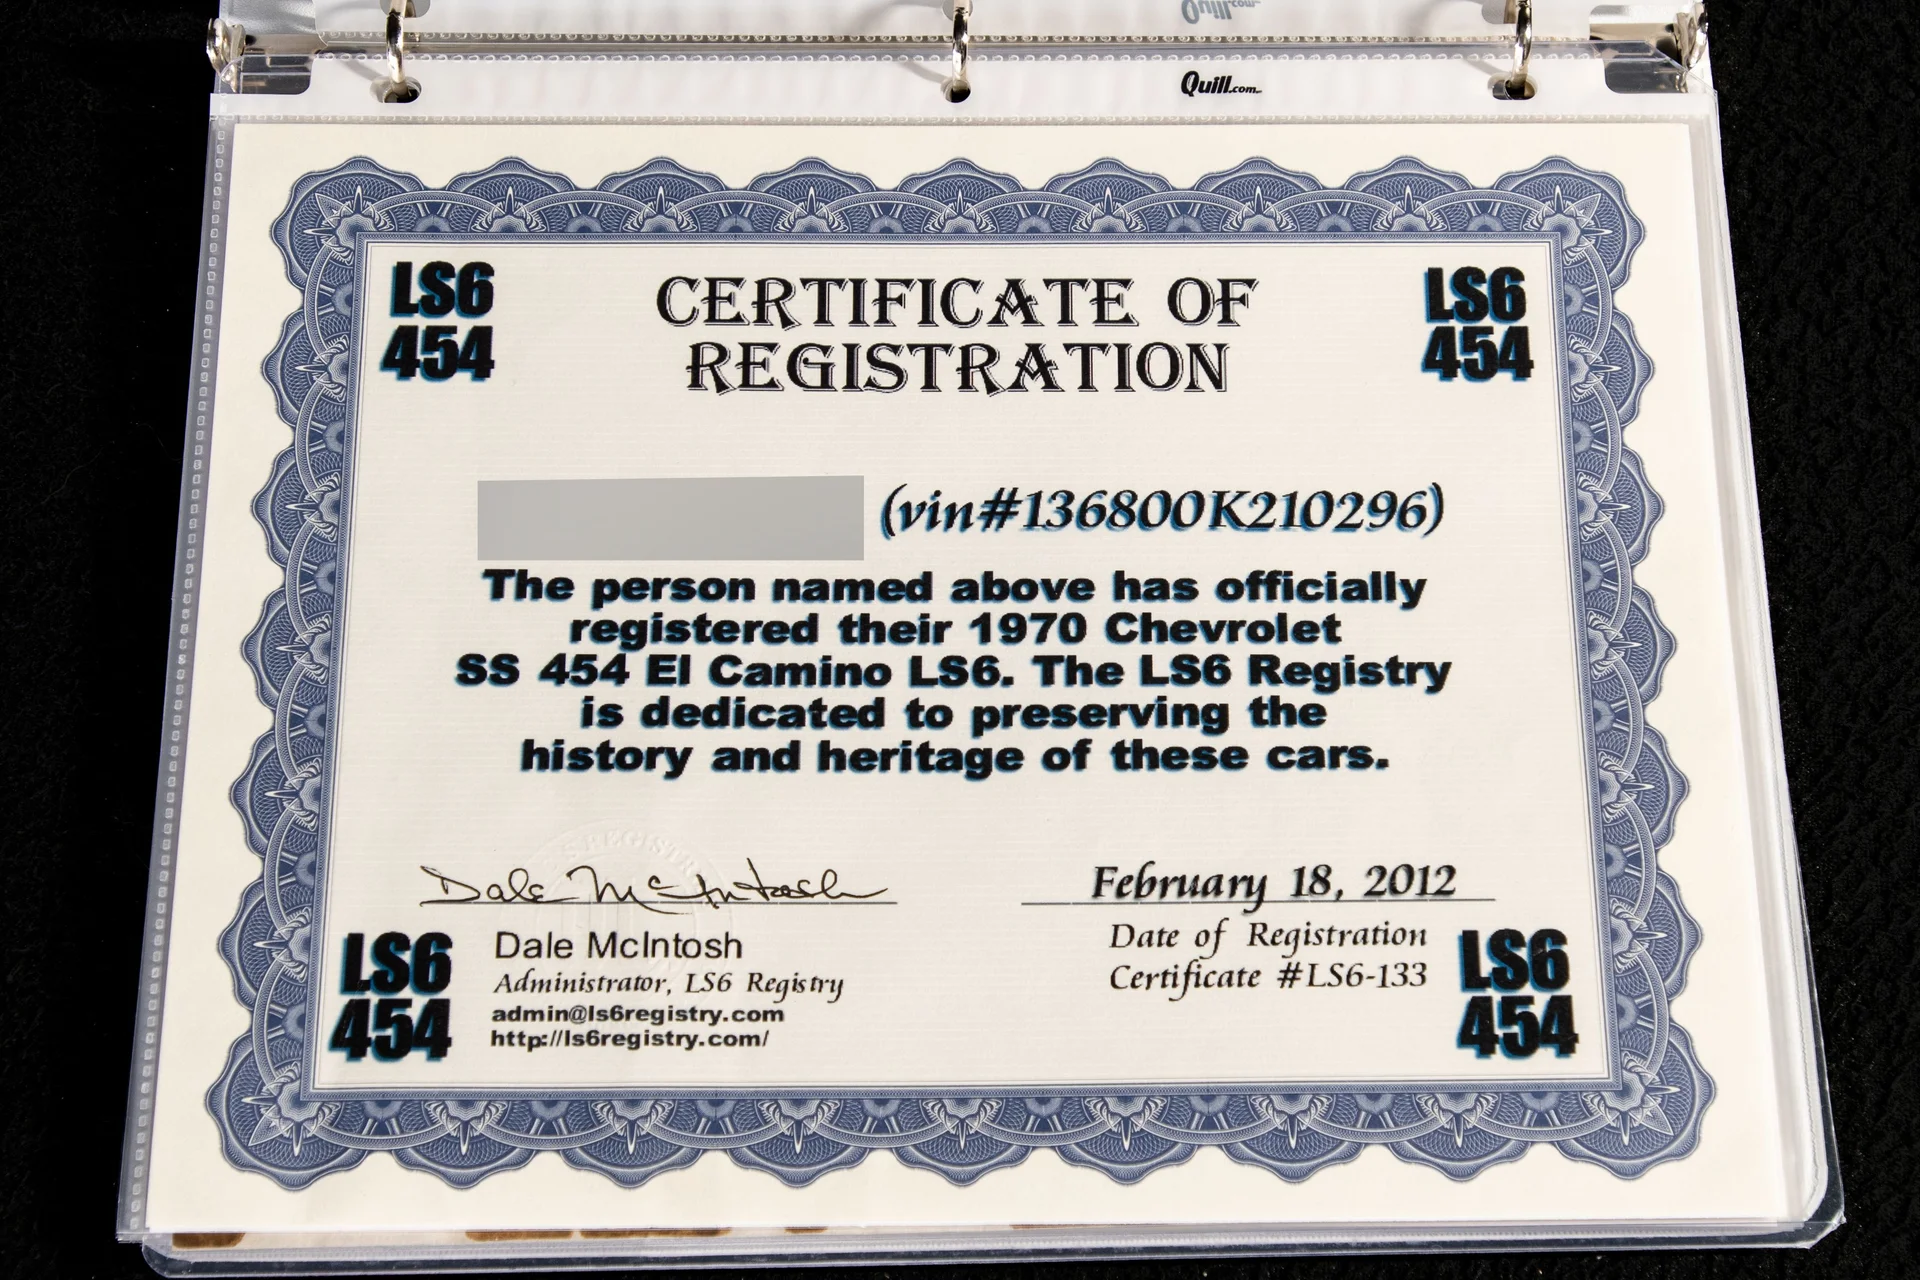 Quill.com
LS6
454
CERTIFICATE OF
REGISTRATION
LS6
454
(vin#136800K210296)
The person named above has officially
registered their 1970 Chevrolet
SS 454 El Camino LS6. The LS6 Registry
is dedicated to preserving the
history and heritage of these cars.
Dale McIntosh
February 18, 2012
LS6
454
Dale McIntosh
Administrator, LS6 Registry
admin@ls6registry.com
http://ls6registry.com/
Date of Registration
Certificate #LS6-133
LS6
454